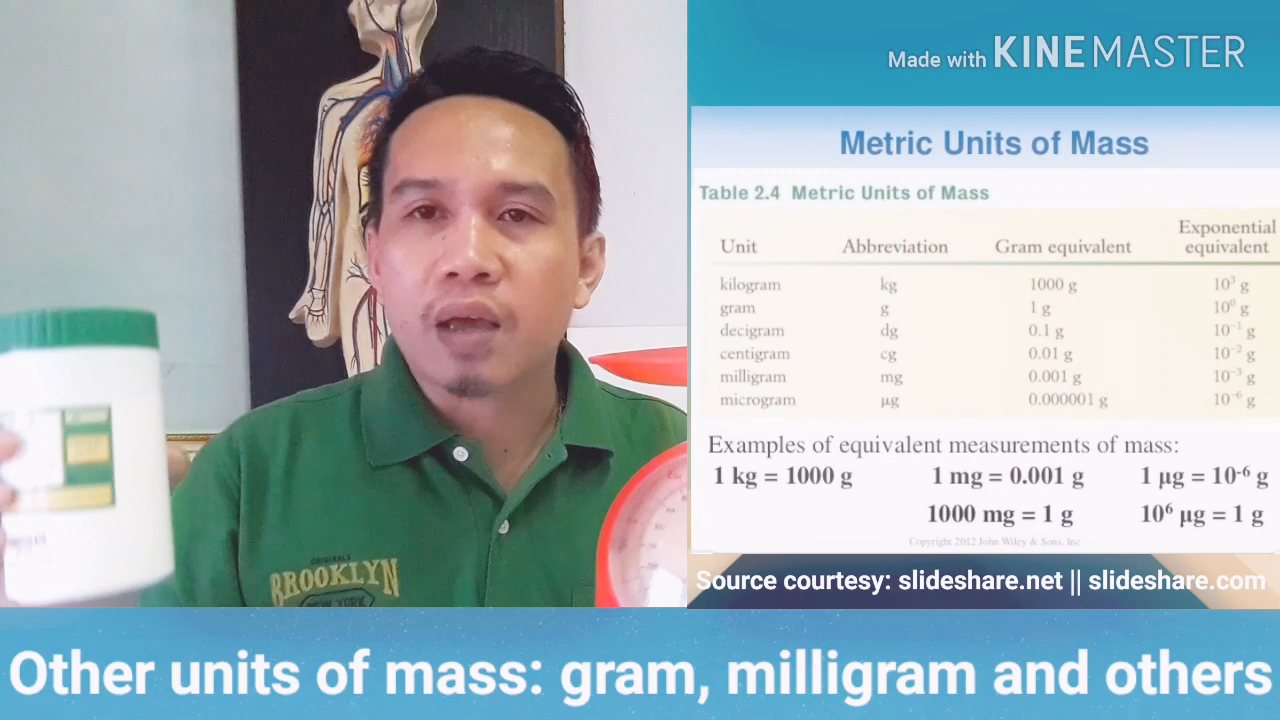 Made with KINEMASTER
Metric Units of Mass
Table 2.4 Metric Units of Mass
Unit Abbreviation Gram equivalent Exponential equivalent
kilogram kg 1000 g 10³ g
gram g 1 g 10⁰ g
decigram dg 0.1 g 10⁻¹ g
centigram cg 0.01 g 10⁻² g
milligram mg 0.001 g 10⁻³ g
microgram µg 0.000001 g 10⁻⁶ g
Examples of equivalent measurements of mass:
1 kg = 1000 g 1 mg = 0.001 g 1 µg = 10⁻⁶ g
1000 mg = 1 g 10⁶ µg = 1 g
Copyright 2012 John Wiley & Sons, Inc
Source courtesy: slideshare.net || slideshare.com
ORIGINALS
BROOKLYN
NEW YORK
Other units of mass: gram, milligram and others